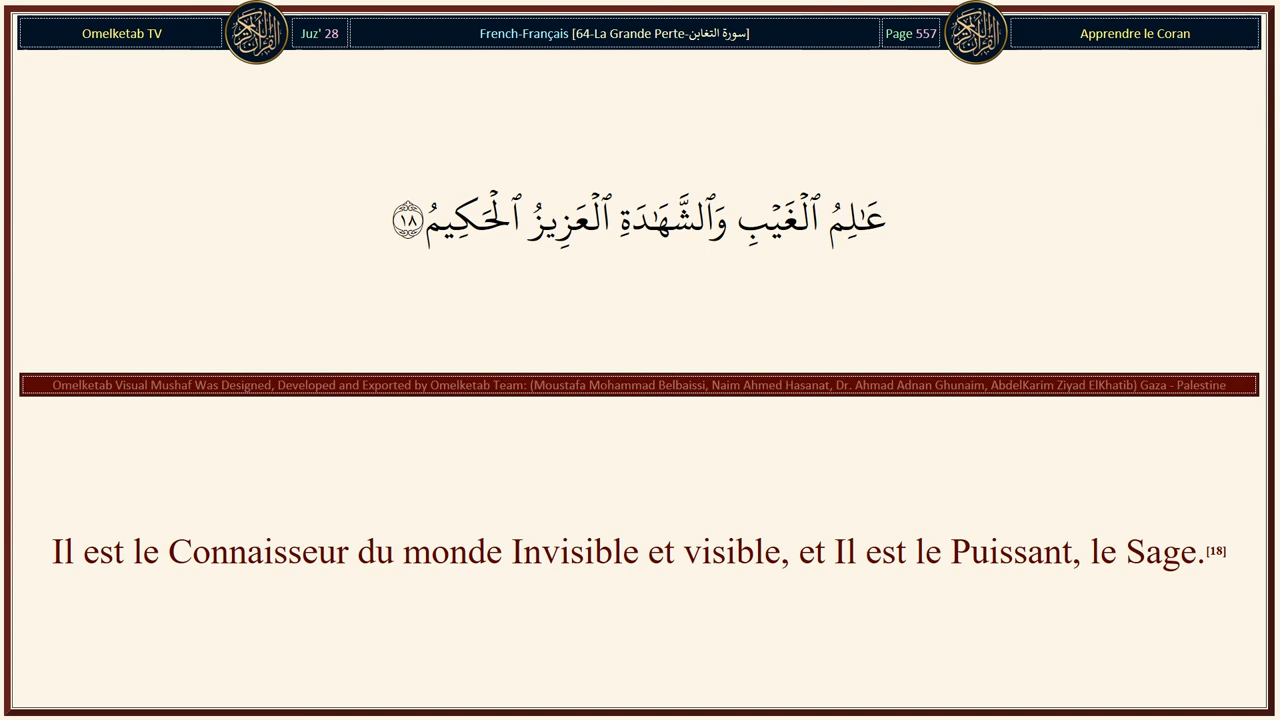 Omelketab TV
Juz' 28
French-Français [64-La Grande Perte-سورة التغابن]
Page 557
Apprendre le Coran
عَـٰلِمُ ٱلْغَيْبِ وَٱلشَّهَـٰدَةِ ٱلْعَزِيزُ ٱلْحَكِيمُ ١٨
Omelketab Visual Mushaf Was Designed, Developed and Exported by Omelketab Team: (Moustafa Mohammad Belbaissi, Naim Ahmed Hasanat, Dr. Ahmad Adnan Ghunaim, AbdelKarim Ziyad ElKhatib) Gaza - Palestine
Il est le Connaisseur du monde Invisible et visible, et Il est le Puissant, le Sage.[18]